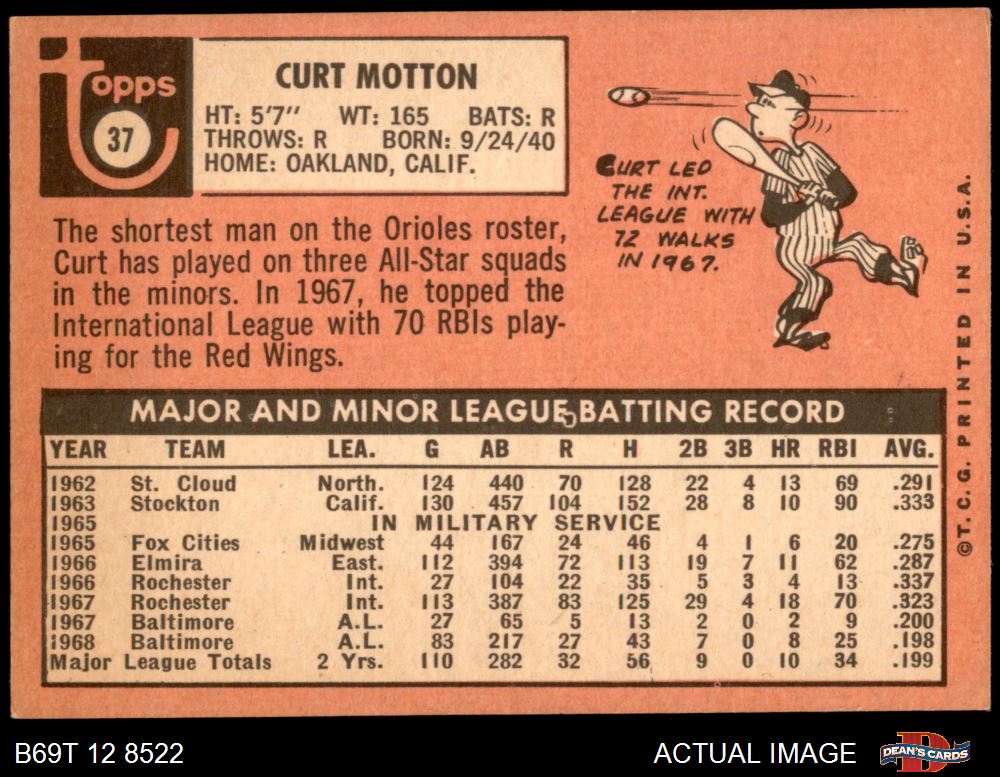 Topps
37
CURT MOTTON
HT: 5'7" WT: 165 BATS: R
THROWS: R BORN: 9/24/40
HOME: OAKLAND, CALIF.
CURT LED
THE INT.
LEAGUE WITH
72 WALKS
IN 1967.
The shortest man on the Orioles roster,
Curt has played on three All-Star squads
in the minors. In 1967, he topped the
International League with 70 RBIs play-
ing for the Red Wings.
MAJOR AND MINOR LEAGUE BATTING RECORD
YEAR TEAM LEA. G AB R H 2B 3B HR RBI AVG.
1962 St. Cloud North. 124 440 70 128 22 4 13 69 .291
1963 Stockton Calif. 130 457 104 152 28 8 10 90 .333
1965 IN MILITARY SERVICE
1965 Fox Cities Midwest 44 167 24 46 4 1 6 20 .275
1966 Elmira East. 112 394 72 113 19 7 11 62 .287
1966 Rochester Int. 27 104 22 35 5 3 4 13 .337
1967 Rochester Int. 113 387 83 125 29 4 18 70 .323
1967 Baltimore A.L. 27 65 5 13 2 0 2 9 .200
1968 Baltimore A.L. 83 217 27 43 7 0 8 25 .198
Major League Totals 2 Yrs. 110 282 32 56 9 0 10 34 .199
©T.C.G. PRINTED IN U.S.A.
B69T 12 8522 ACTUAL IMAGE
D
DEAN'S CARDS